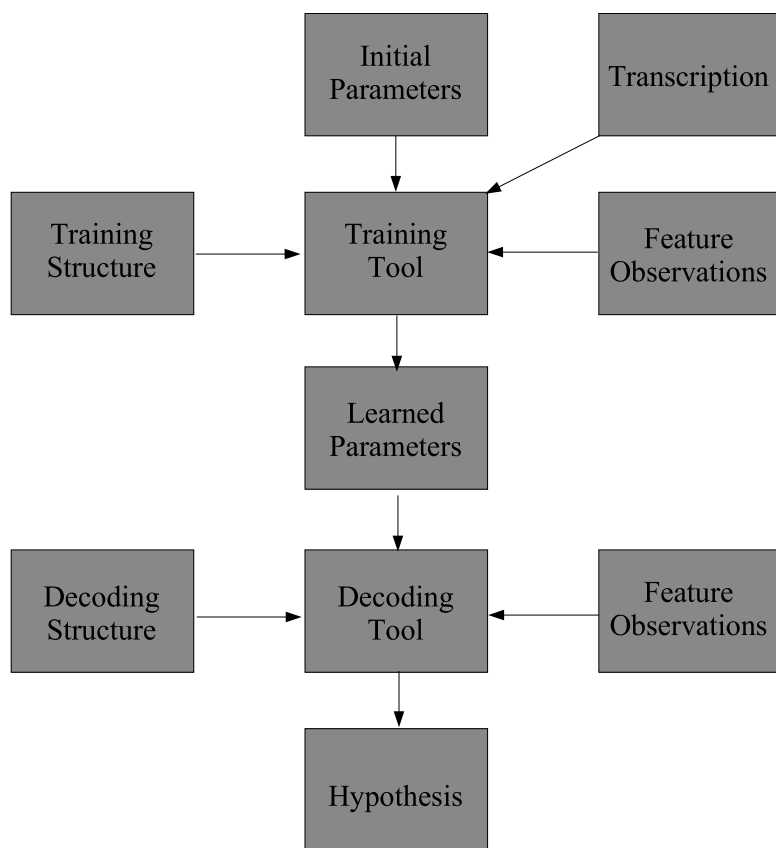 Initial
Parameters
Transcription
Training
Structure
Training
Tool
Feature
Observations
Learned
Parameters
Decoding
Structure
Decoding
Tool
Feature
Observations
Hypothesis